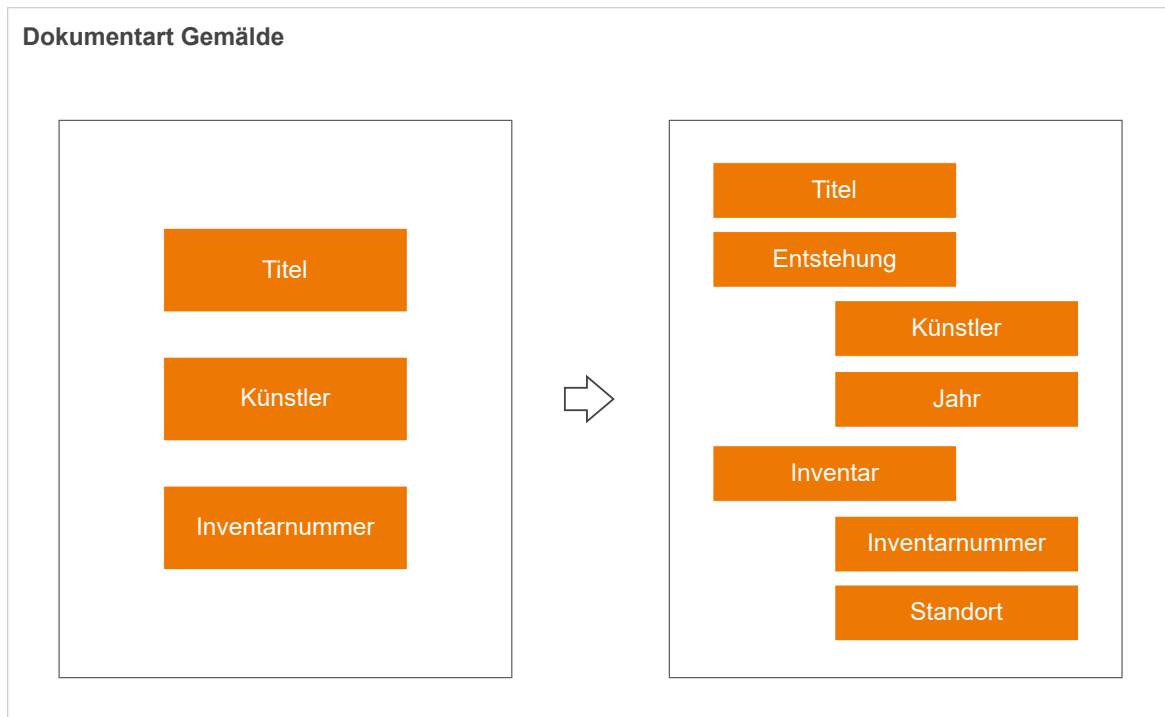 Dokumentart Gemälde
Titel
Künstler
Inventarnummer
Titel
Entstehung
Künstler
Jahr
Inventar
Inventarnummer
Standort